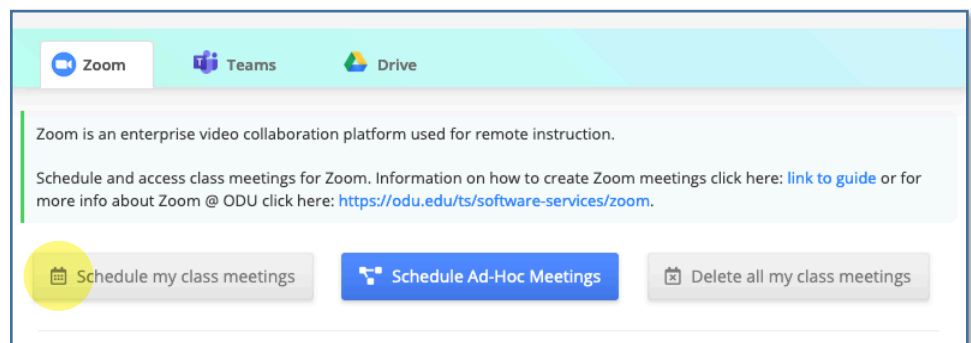 Zoom Teams Drive
Zoom is an enterprise video collaboration platform used for remote instruction.
Schedule and access class meetings for Zoom. Information on how to create Zoom meetings click here: link to guide or for
more info about Zoom @ ODU click here: https://odu.edu/ts/software-services/zoom.
Schedule my class meetings Schedule Ad-Hoc Meetings Delete all my class meetings